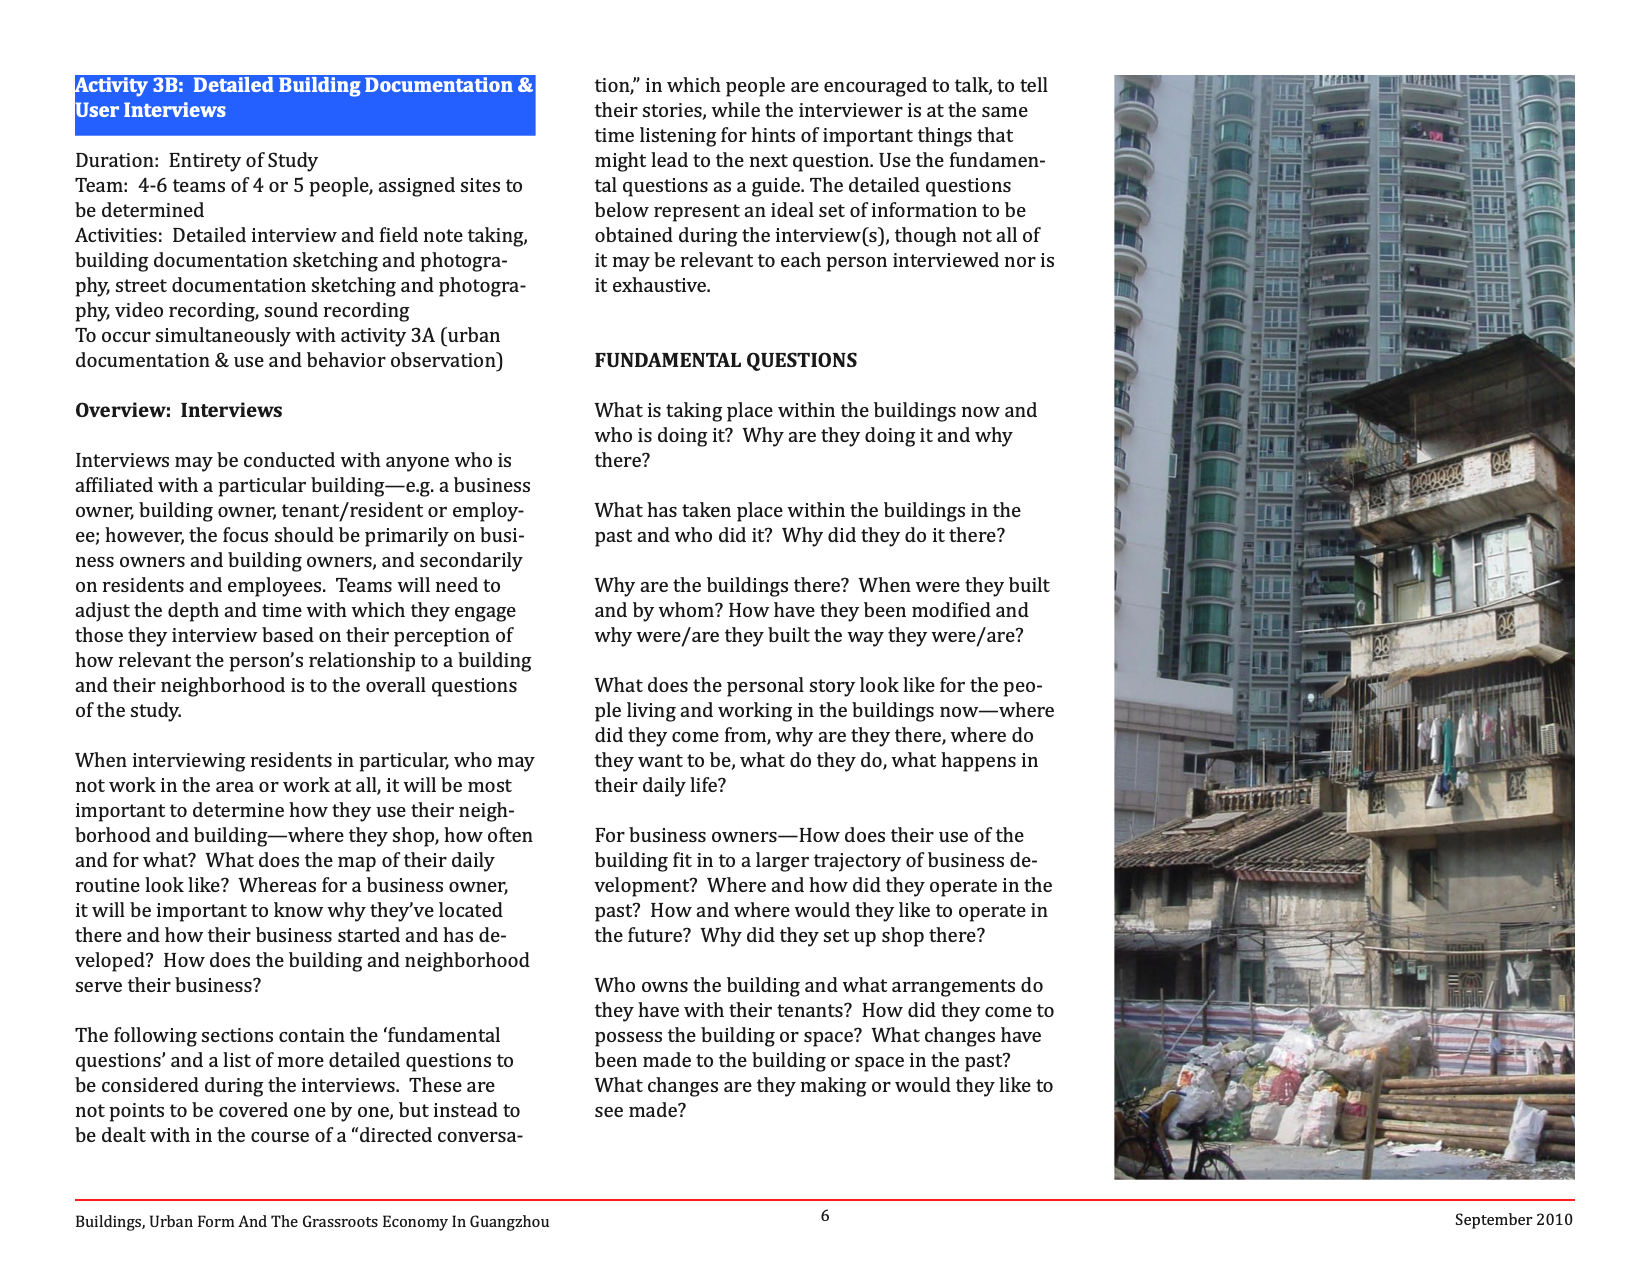 Activity 3B:  Detailed Building Documentation &
User Interviews
Duration:  Entirety of Study
Team:  4-6 teams of 4 or 5 people, assigned sites to
be determined
Activities:  Detailed interview and field note taking,
building documentation sketching and photogra-
phy, street documentation sketching and photogra-
phy, video recording, sound recording
To occur simultaneously with activity 3A (urban
documentation & use and behavior observation)
Overview:  Interviews
Interviews may be conducted with anyone who is
affiliated with a particular building—e.g. a business
owner, building owner, tenant/resident or employ-
ee; however, the focus should be primarily on busi-
ness owners and building owners, and secondarily
on residents and employees.  Teams will need to
adjust the depth and time with which they engage
those they interview based on their perception of
how relevant the person’s relationship to a building
and their neighborhood is to the overall questions
of the study.
When interviewing residents in particular, who may
not work in the area or work at all, it will be most
important to determine how they use their neigh-
borhood and building—where they shop, how often
and for what?  What does the map of their daily
routine look like?  Whereas for a business owner,
it will be important to know why they’ve located
there and how their business started and has de-
veloped?  How does the building and neighborhood
serve their business?
The following sections contain the ‘fundamental
questions’ and a list of more detailed questions to
be considered during the interviews.  These are
not points to be covered one by one, but instead to
be dealt with in the course of a “directed conversa-
tion,” in which people are encouraged to talk, to tell
their stories, while the interviewer is at the same
time listening for hints of important things that
might lead to the next question. Use the fundamen-
tal questions as a guide. The detailed questions
below represent an ideal set of information to be
obtained during the interview(s), though not all of
it may be relevant to each person interviewed nor is
it exhaustive.
FUNDAMENTAL QUESTIONS
What is taking place within the buildings now and
who is doing it?  Why are they doing it and why
there?
What has taken place within the buildings in the
past and who did it?  Why did they do it there?
Why are the buildings there?  When were they built
and by whom? How have they been modified and
why were/are they built the way they were/are?
What does the personal story look like for the peo-
ple living and working in the buildings now—where
did they come from, why are they there, where do
they want to be, what do they do, what happens in
their daily life?
For business owners—How does their use of the
building fit in to a larger trajectory of business de-
velopment?  Where and how did they operate in the
past?  How and where would they like to operate in
the future?  Why did they set up shop there?
Who owns the building and what arrangements do
they have with their tenants?  How did they come to
possess the building or space?  What changes have
been made to the building or space in the past?
What changes are they making or would they like to
see made?
Buildings, Urban Form And The Grassroots Economy In Guangzhou
6
September 2010